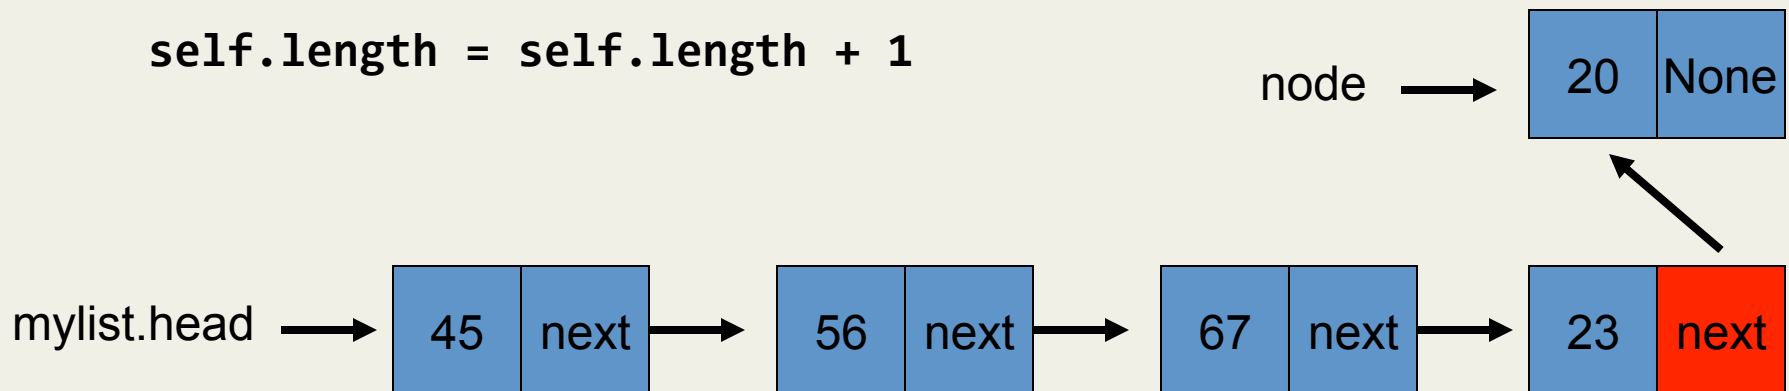 self.length = self.length + 1
node 20 None
mylist.head 45 next 56 next 67 next 23 next